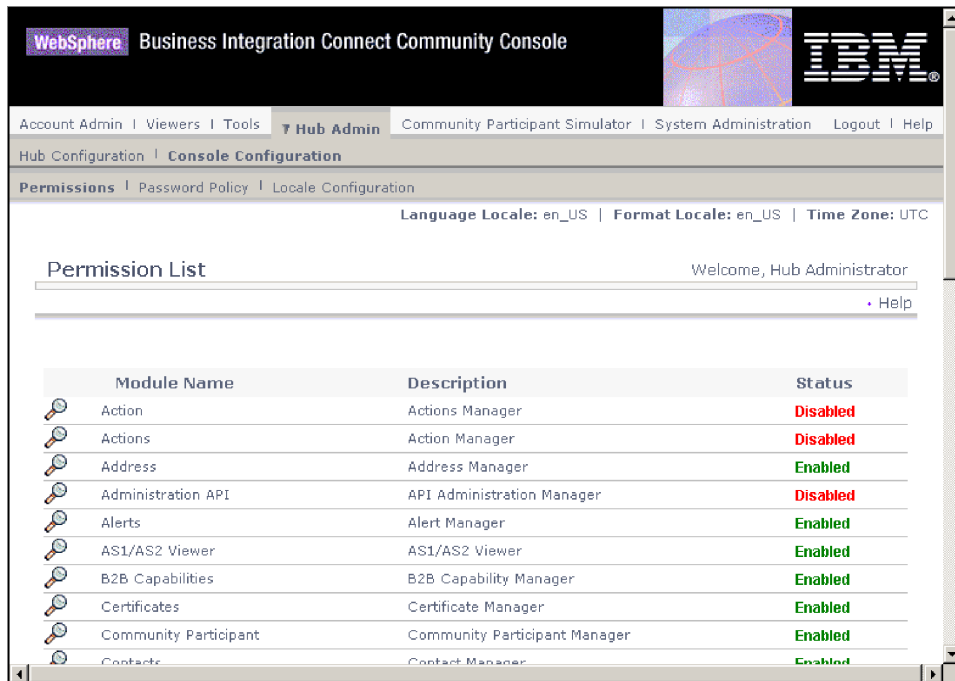 WebSphere Business Integration Connect Community Console
IBM®
Account Admin | Viewers | Tools Hub Admin Community Participant Simulator | System Administration Logout | Help
Hub Configuration | Console Configuration
Permissions | Password Policy | Locale Configuration
Language Locale: en_US | Format Locale: en_US | Time Zone: UTC
Permission List Welcome, Hub Administrator
• Help
Module Name Description Status
Action Actions Manager Disabled
Actions Action Manager Disabled
Address Address Manager Enabled
Administration API API Administration Manager Disabled
Alerts Alert Manager Enabled
AS1/AS2 Viewer AS1/AS2 Viewer Enabled
B2B Capabilities B2B Capability Manager Enabled
Certificates Certificate Manager Enabled
Community Participant Community Participant Manager Enabled
Contacts Contact Manager Enabled